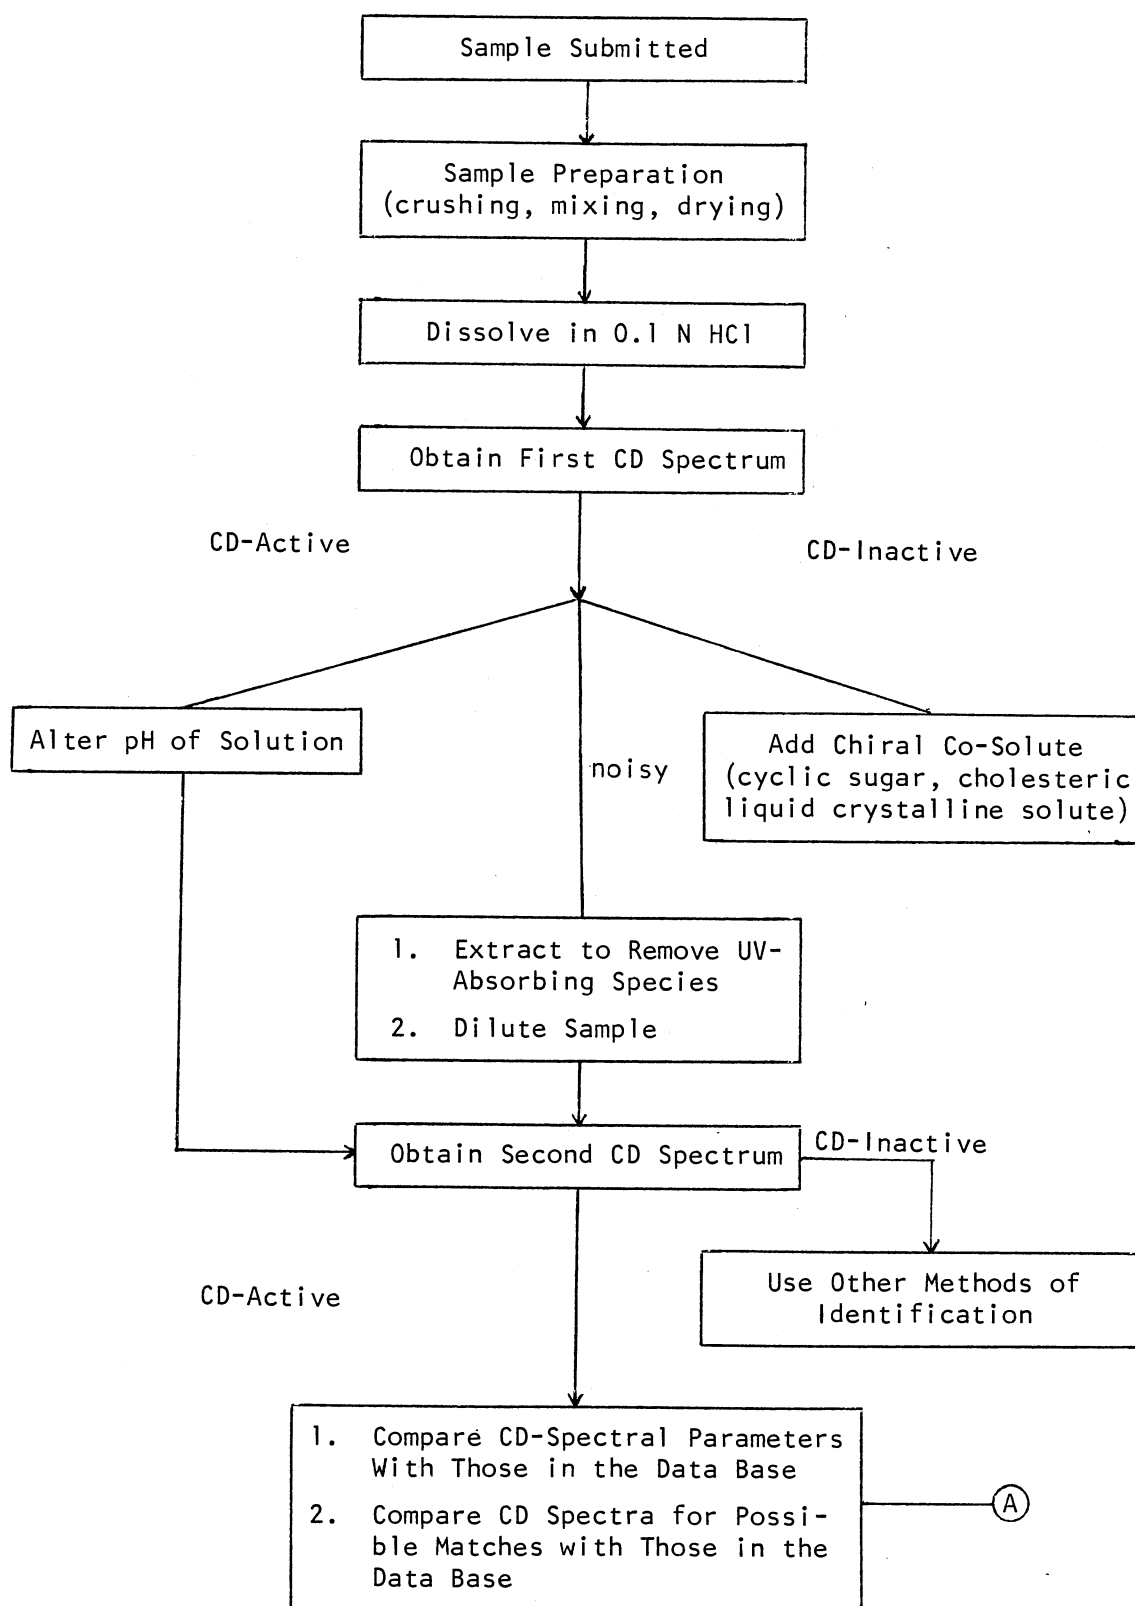 Sample Submitted
Sample Preparation
(crushing, mixing, drying)
Dissolve in 0.1 N HCl
Obtain First CD Spectrum
CD-Active
CD-Inactive
Alter pH of Solution
noisy
Add Chiral Co-Solute
(cyclic sugar, cholesteric
liquid crystalline solute)
1. Extract to Remove UV-
Absorbing Species
2. Dilute Sample
Obtain Second CD Spectrum
CD-Inactive
CD-Active
Use Other Methods of
Identification
1. Compare CD-Spectral Parameters
With Those in the Data Base
2. Compare CD Spectra for Possi-
ble Matches with Those in the
Data Base
A